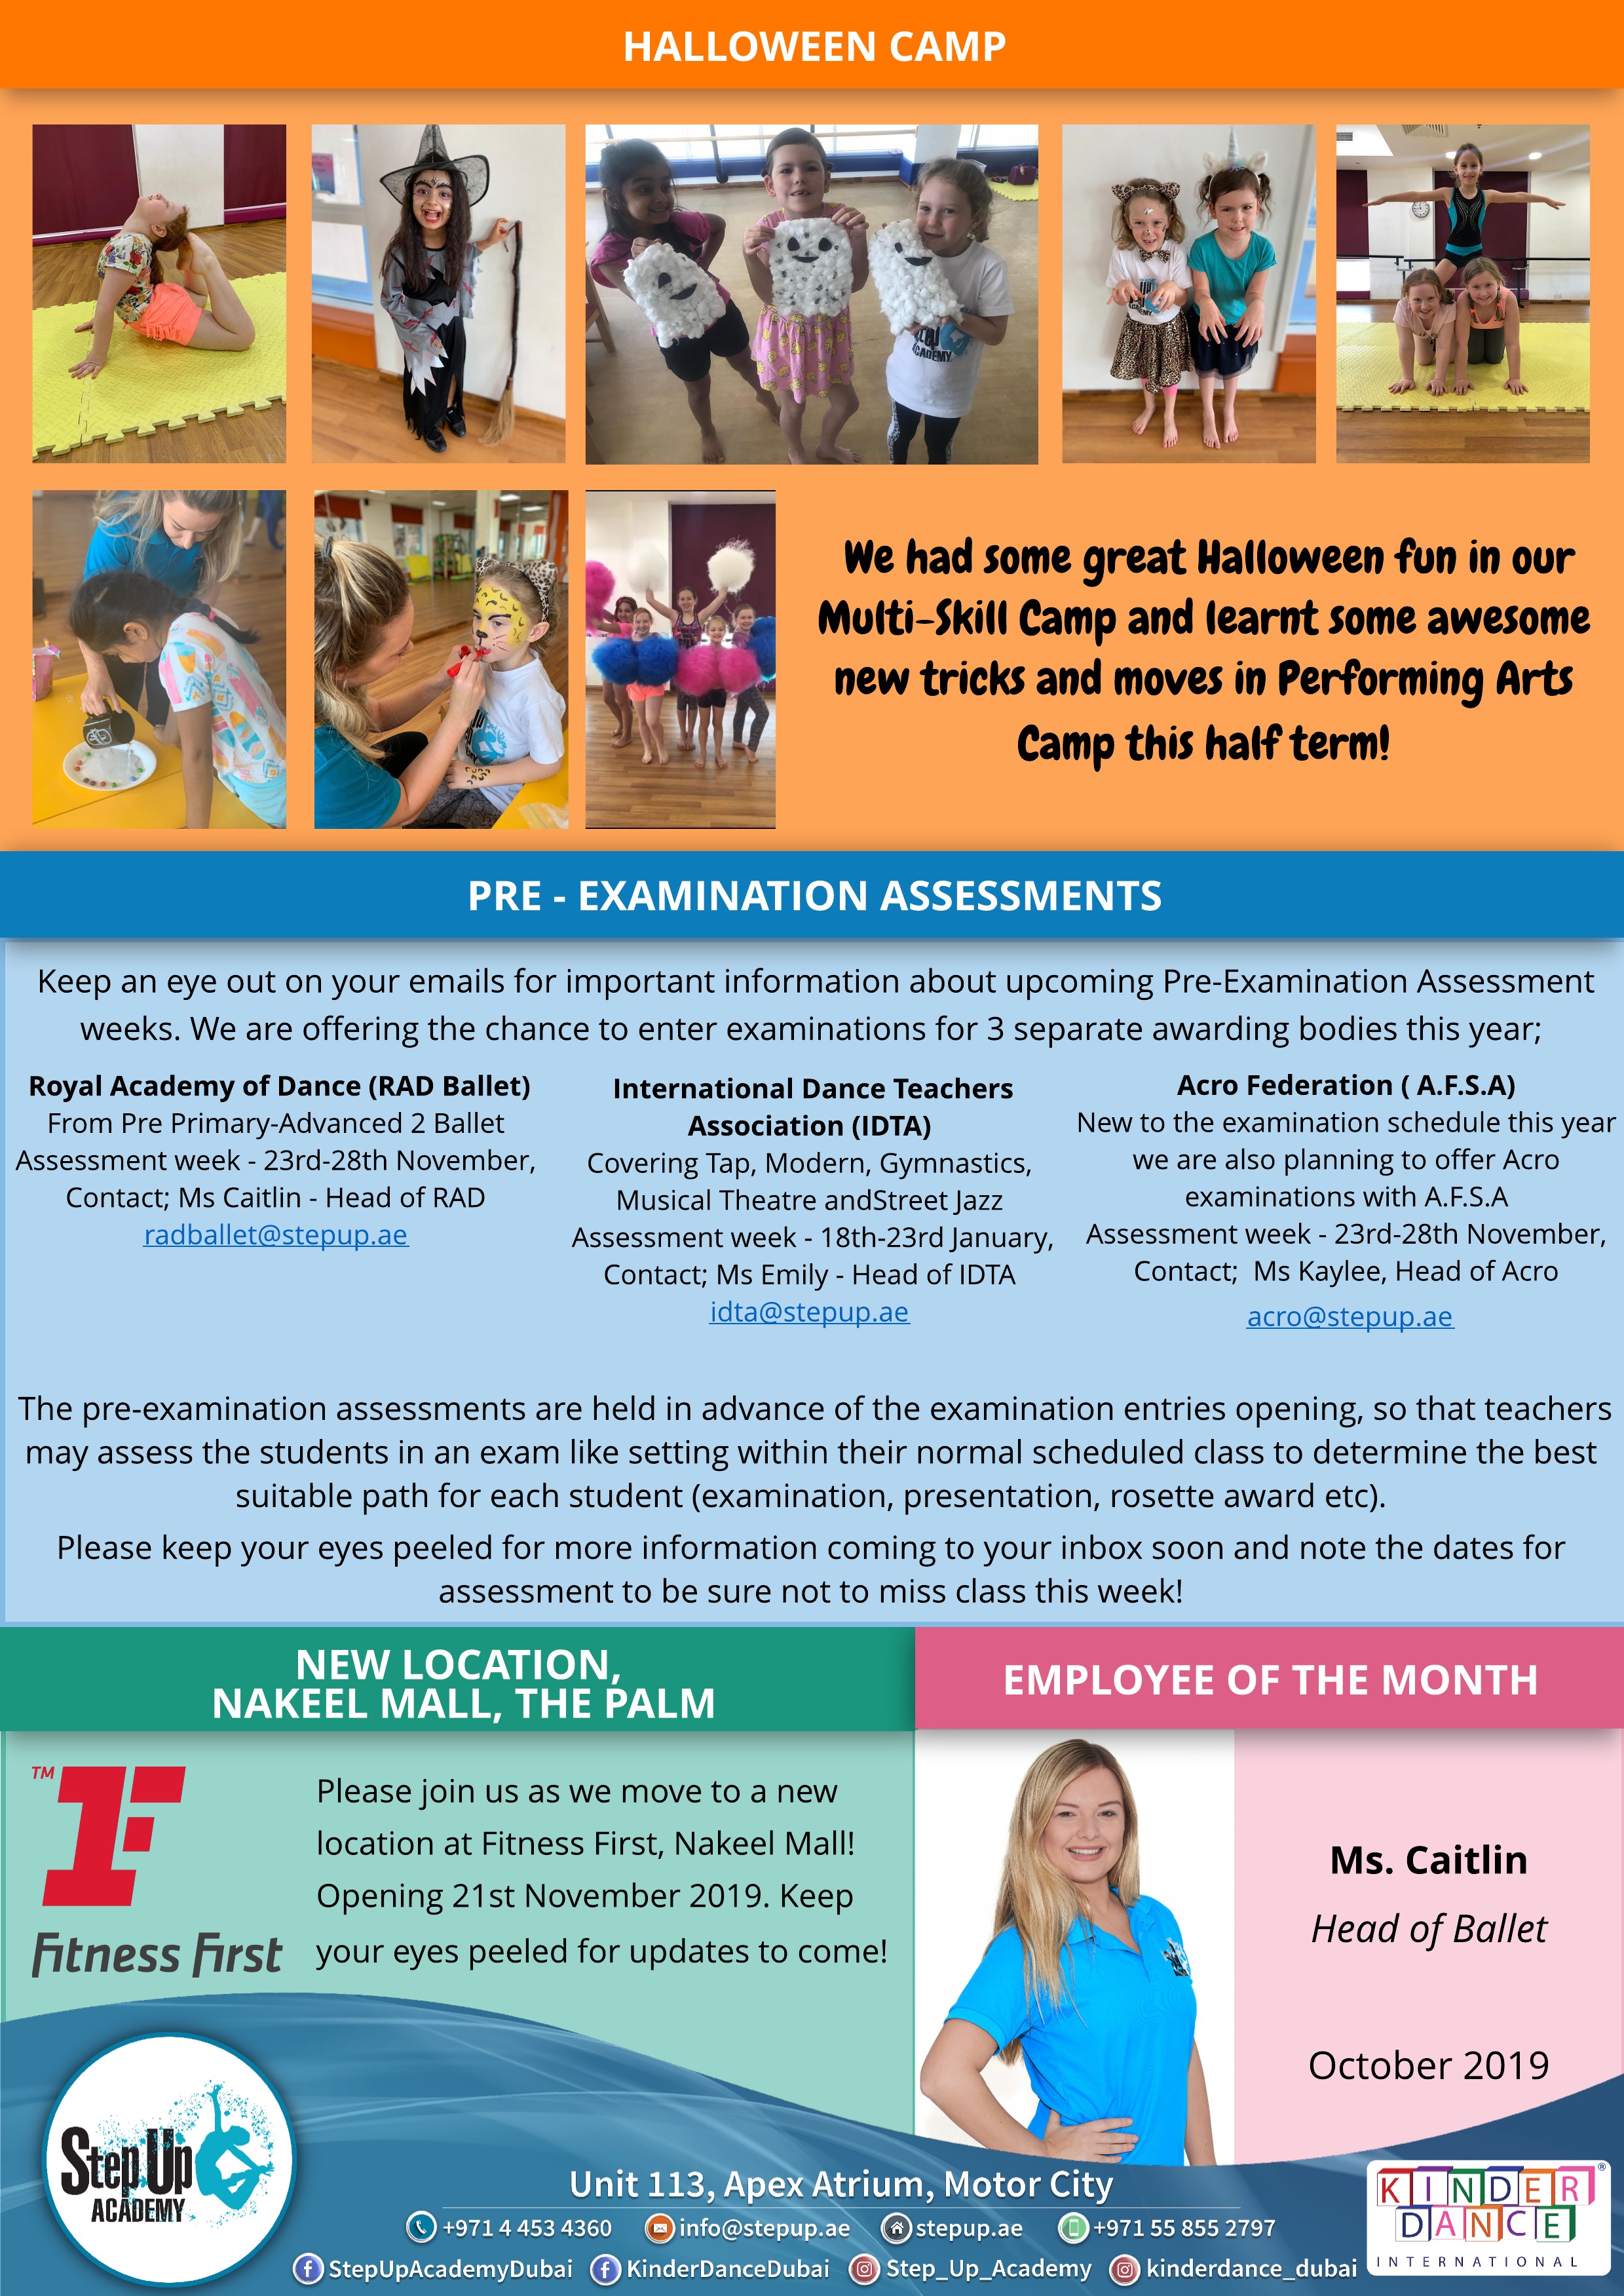 HALLOWEEN CAMP
We had some great Halloween fun in our
Multi-Skill Camp and learnt some awesome
new tricks and moves in Performing Arts
Camp this half term!
PRE - EXAMINATION ASSESSMENTS
Keep an eye out on your emails for important information about upcoming Pre-Examination Assessment
weeks. We are offering the chance to enter examinations for 3 separate awarding bodies this year;
Royal Academy of Dance (RAD Ballet)
From Pre Primary-Advanced 2 Ballet
Assessment week - 23rd-28th November,
Contact; Ms Caitlin - Head of RAD
radballet@stepup.ae
International Dance Teachers
Association (IDTA)
Covering Tap, Modern, Gymnastics,
Musical Theatre andStreet Jazz
Assessment week - 18th-23rd January,
Contact; Ms Emily - Head of IDTA
idta@stepup.ae
Acro Federation ( A.F.S.A)
New to the examination schedule this year
we are also planning to offer Acro
examinations with A.F.S.A
Assessment week - 23rd-28th November,
Contact;  Ms Kaylee, Head of Acro
acro@stepup.ae
The pre-examination assessments are held in advance of the examination entries opening, so that teachers
may assess the students in an exam like setting within their normal scheduled class to determine the best
suitable path for each student (examination, presentation, rosette award etc).
Please keep your eyes peeled for more information coming to your inbox soon and note the dates for
assessment to be sure not to miss class this week!
NEW LOCATION,
NAKEEL MALL, THE PALM
TM
Fitness First
Please join us as we move to a new
location at Fitness First, Nakeel Mall!
Opening 21st November 2019. Keep
your eyes peeled for updates to come!
EMPLOYEE OF THE MONTH
Ms. Caitlin
Head of Ballet
October 2019
Step Up
ACADEMY
Unit 113, Apex Atrium, Motor City
+971 4 453 4360 info@stepup.ae stepup.ae +971 55 855 2797
StepUpAcademyDubai KinderDanceDubai Step_Up_Academy kinderdance_dubai
KINDER ®
DANCE
INTERNATIONAL